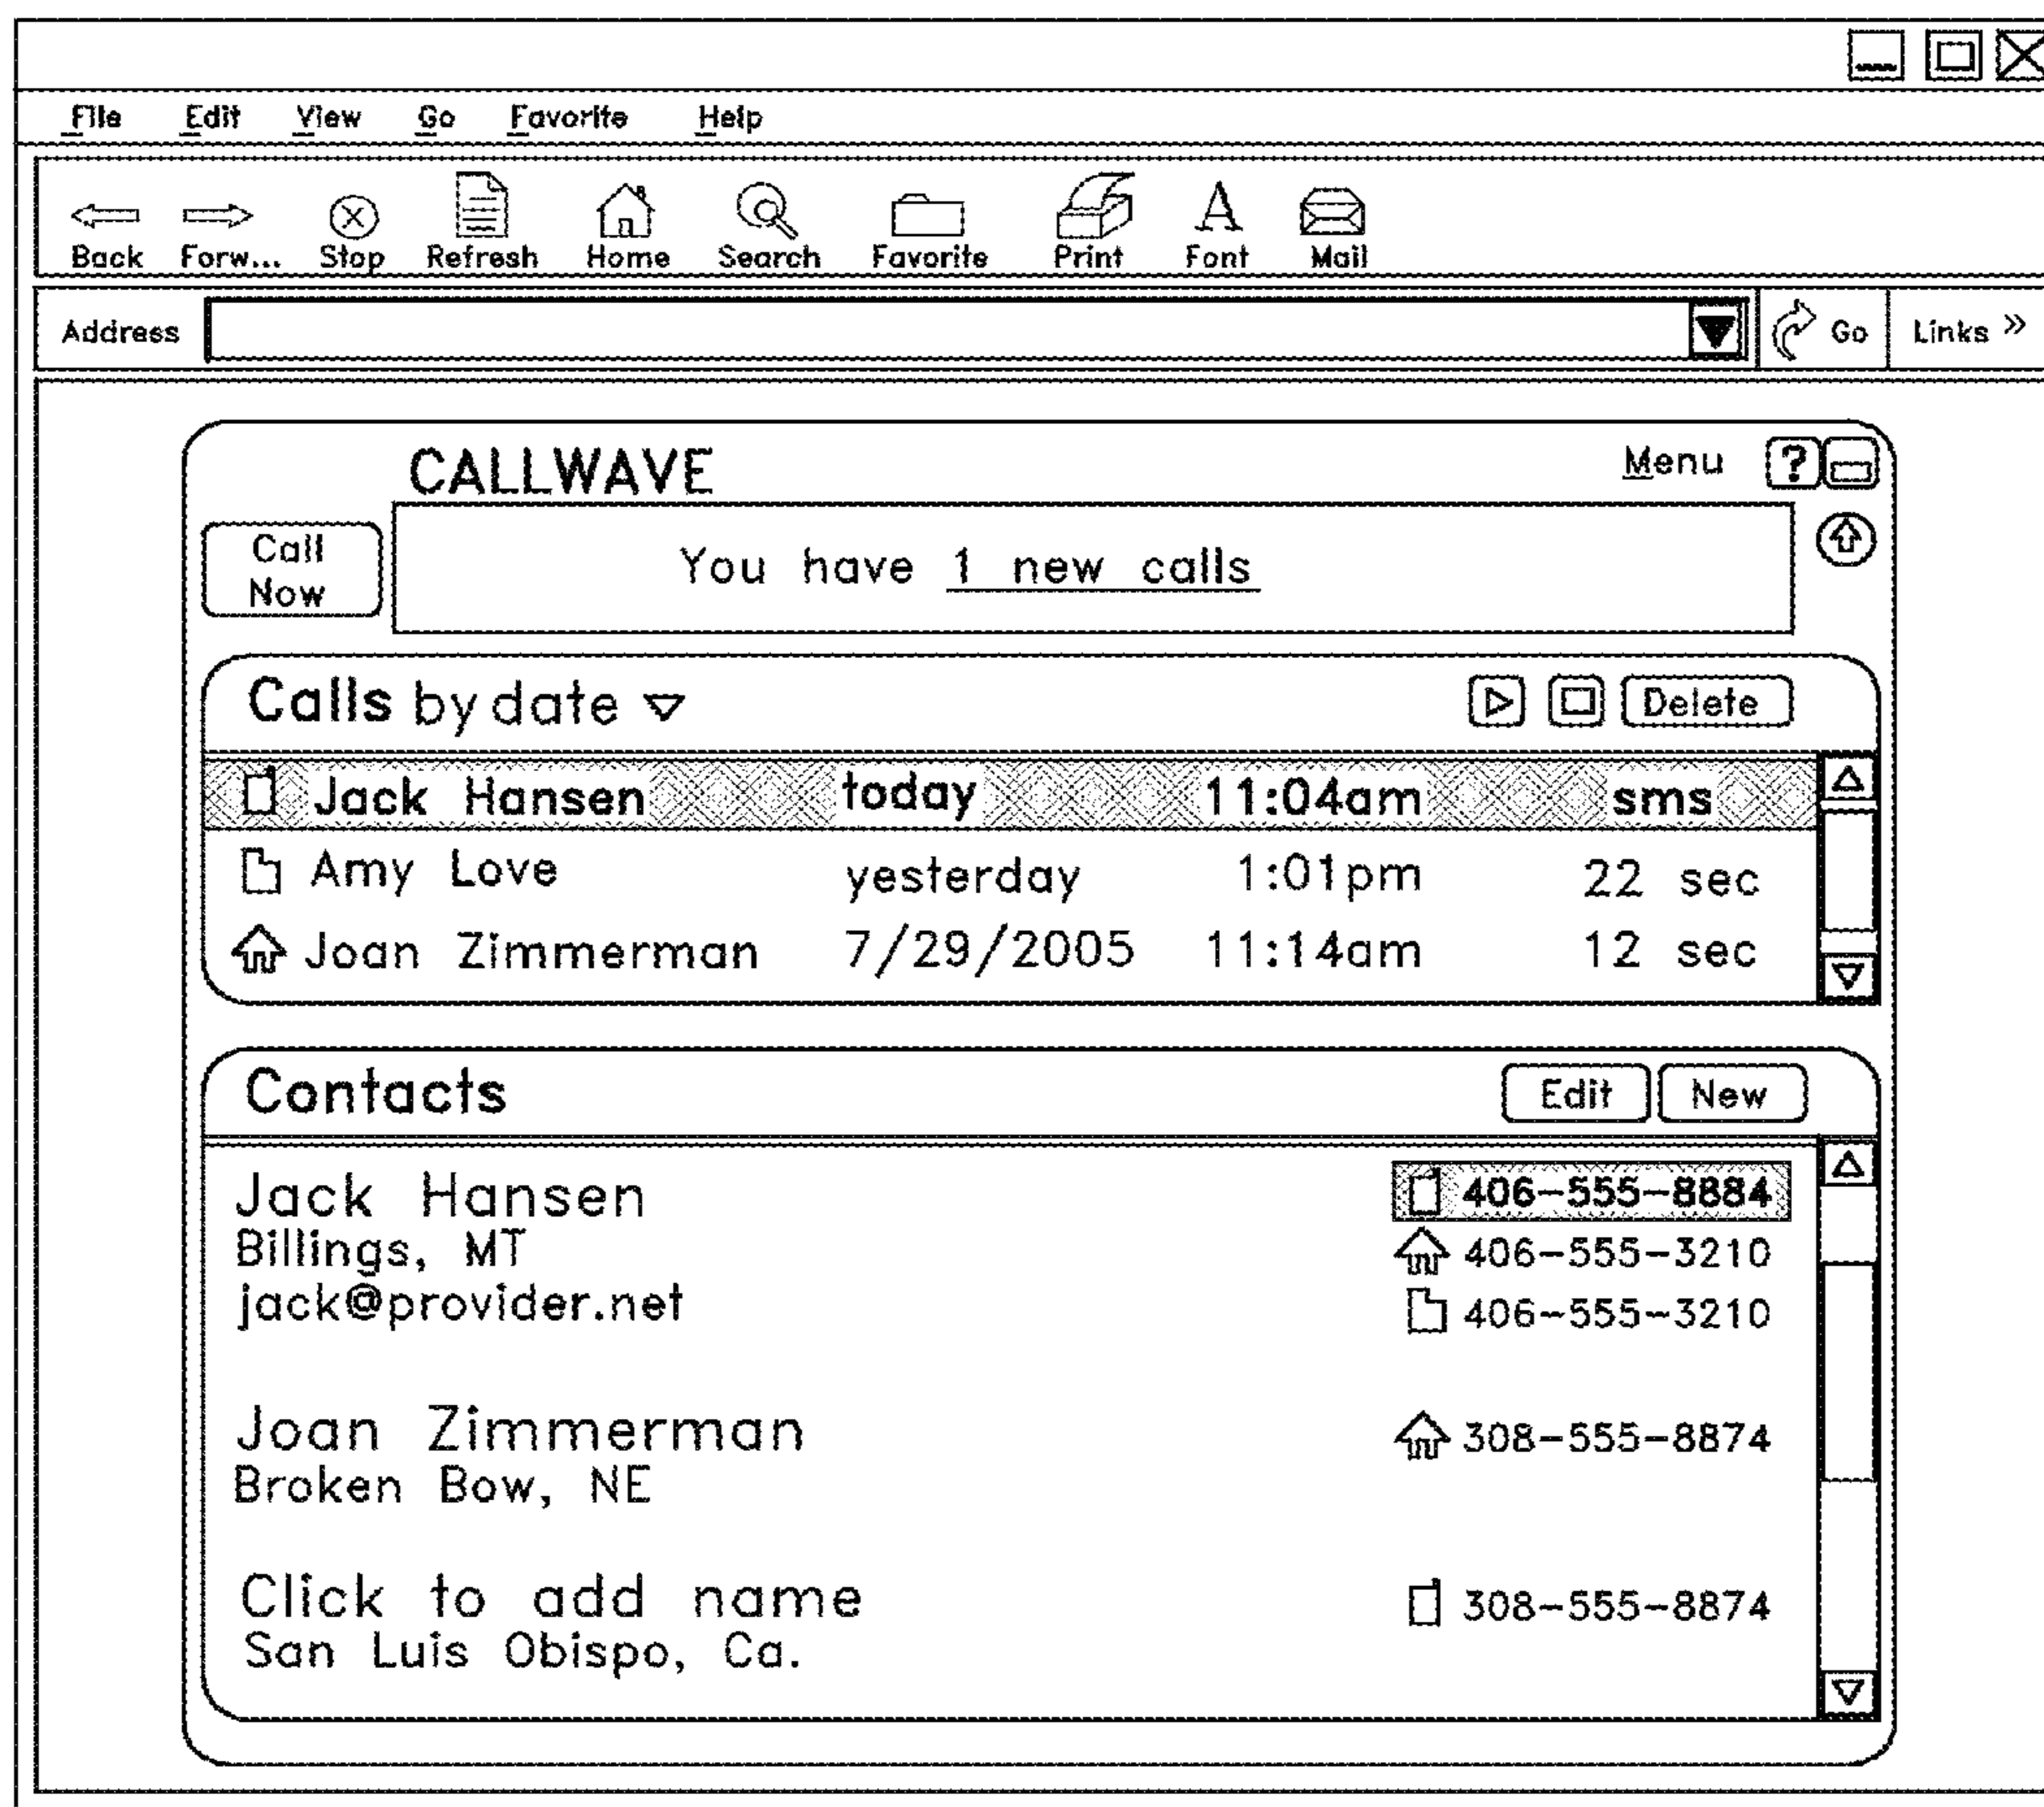 File Edit View Go Favorite Help
Back Forw... Stop Refresh Home Search Favorite Print Font Mail
Address Go Links »
CALLWAVE Menu ?
Call
Now
You have 1 new calls
Calls by date Delete
Jack Hansen today 11:04am sms
Amy Love yesterday 1:01pm 22 sec
Joan Zimmerman 7/29/2005 11:14am 12 sec
Contacts Edit New
Jack Hansen 406-555-8884
Billings, MT 406-555-3210
jack@provider.net 406-555-3210
Joan Zimmerman 308-555-8874
Broken Bow, NE
Click to add name 308-555-8874
San Luis Obispo, Ca.